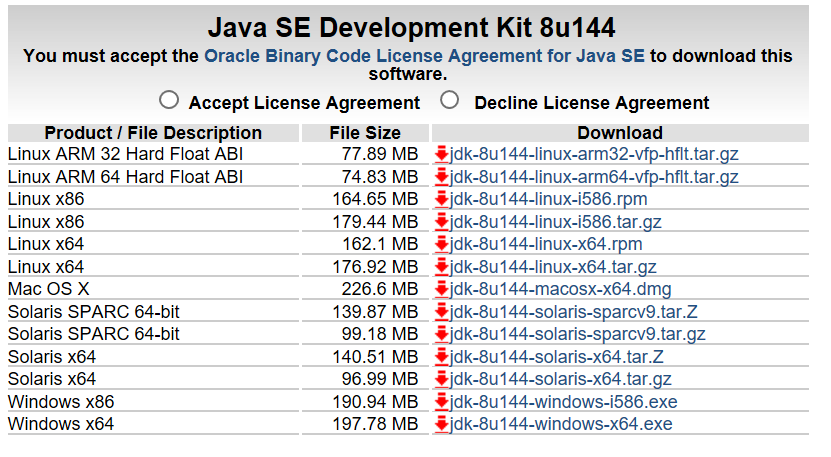 Java SE Development Kit 8u144
You must accept the Oracle Binary Code License Agreement for Java SE to download this
software.
Accept License Agreement Decline License Agreement
Product / File Description File Size Download
Linux ARM 32 Hard Float ABI 77.89 MB jdk-8u144-linux-arm32-vfp-hflt.tar.gz
Linux ARM 64 Hard Float ABI 74.83 MB jdk-8u144-linux-arm64-vfp-hflt.tar.gz
Linux x86 164.65 MB jdk-8u144-linux-i586.rpm
Linux x86 179.44 MB jdk-8u144-linux-i586.tar.gz
Linux x64 162.1 MB jdk-8u144-linux-x64.rpm
Linux x64 176.92 MB jdk-8u144-linux-x64.tar.gz
Mac OS X 226.6 MB jdk-8u144-macosx-x64.dmg
Solaris SPARC 64-bit 139.87 MB jdk-8u144-solaris-sparcv9.tar.Z
Solaris SPARC 64-bit 99.18 MB jdk-8u144-solaris-sparcv9.tar.gz
Solaris x64 140.51 MB jdk-8u144-solaris-x64.tar.Z
Solaris x64 96.99 MB jdk-8u144-solaris-x64.tar.gz
Windows x86 190.94 MB jdk-8u144-windows-i586.exe
Windows x64 197.78 MB jdk-8u144-windows-x64.exe